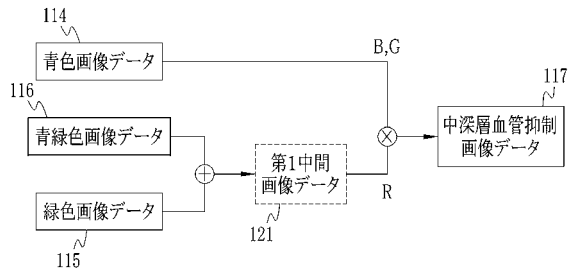 114
青色画像データ
B,G
116
青緑色画像データ
117
中深層血管抑制
画像データ
第1中間
画像データ
R
121
緑色画像データ
115